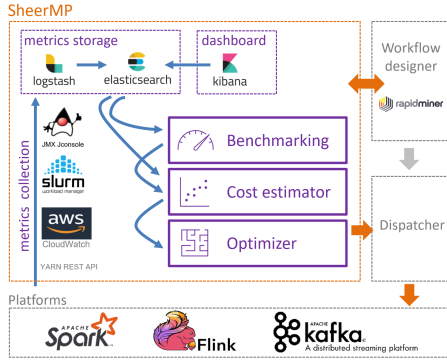 SheerMP
metrics storage
dashboard
logstash
elasticsearch
kibana
Workflow
designer
rapidminer
metrics collection
JMX Jconsole
slurm
workload manager
aws
CloudWatch
YARN REST API
Benchmarking
Cost estimator
Optimizer
Dispatcher
Platforms
APACHE
Spark
Flink
APACHE
kafka
A distributed streaming platform